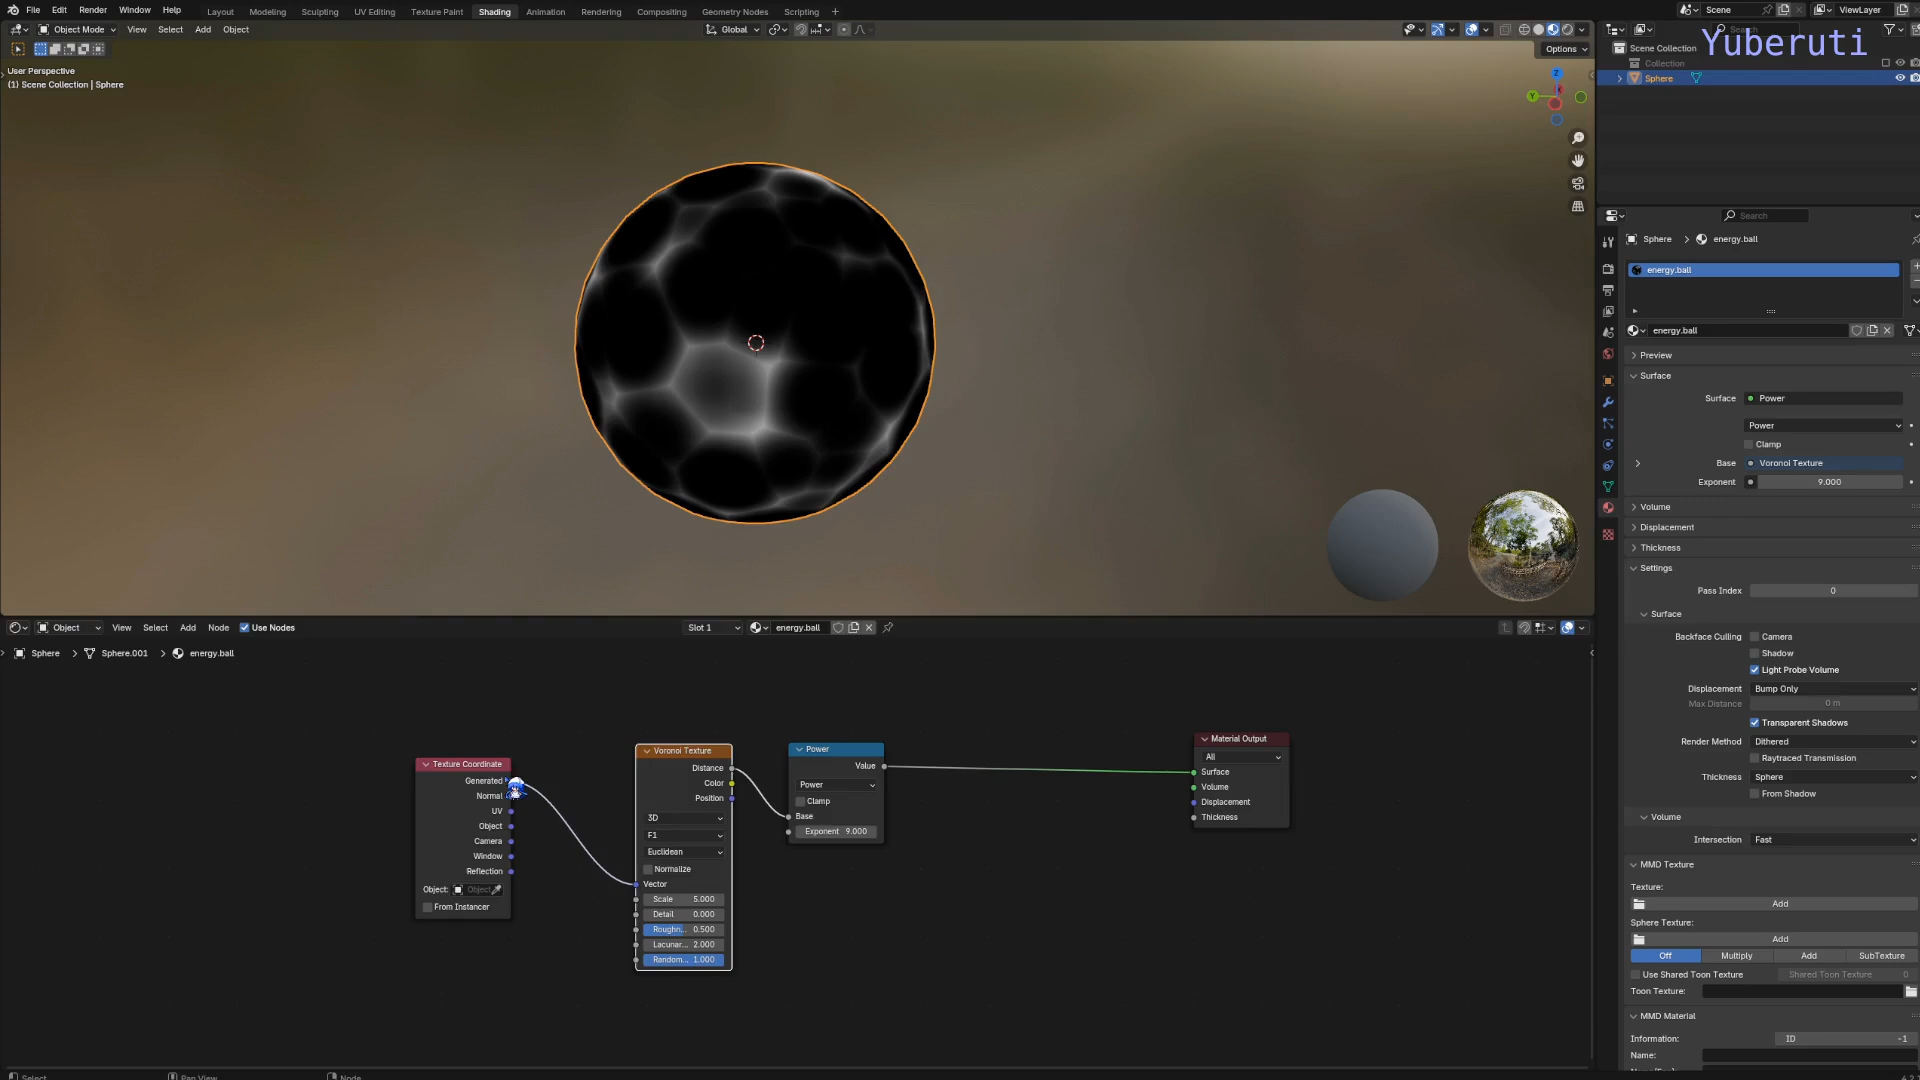 File Edit Render Window Help Layout Modeling Sculpting UV Editing Texture Paint Shading Animation Rendering Compositing Geometry Nodes Scripting + Scene ViewLayer
Object Mode View Select Add Object Global Search
Yuberuti
Options
User Perspective
(1) Scene Collection | Sphere
Scene Collection
Collection
Sphere
Z
Y
Search
Sphere > energy.ball
energy.ball
energy.ball
Preview
Surface
Surface Power
Power
Clamp
Base Voronoi Texture
Exponent 9.000
Volume
Displacement
Thickness
Settings
Pass Index 0
Surface
Backface Culling Camera
Shadow
Light Probe Volume
Displacement Bump Only
Max Distance 0 m
Transparent Shadows
Render Method Dithered
Raytraced Transmission
Thickness Sphere
From Shadow
Volume
Intersection Fast
MMD Texture
Texture:
Add
Sphere Texture:
Add
Off Multiply Add SubTexture
Use Shared Toon Texture Shared Toon Texture 0
Toon Texture:
MMD Material
Information: ID -1
Name:
Object View Select Add Node Use Nodes Slot 1 energy.ball
Sphere > Sphere.001 > energy.ball
Texture Coordinate
Generated
Normal
UV
Object
Camera
Window
Reflection
Object: Object
From Instancer
Voronoi Texture
Distance
Color
Position
3D
F1
Euclidean
Normalize
Vector
Scale 5.000
Detail 0.000
Roughn... 0.500
Lacunar... 2.000
Random... 1.000
Power
Value
Power
Clamp
Base
Exponent 9.000
Material Output
All
Surface
Volume
Displacement
Thickness
Select Pan View Node